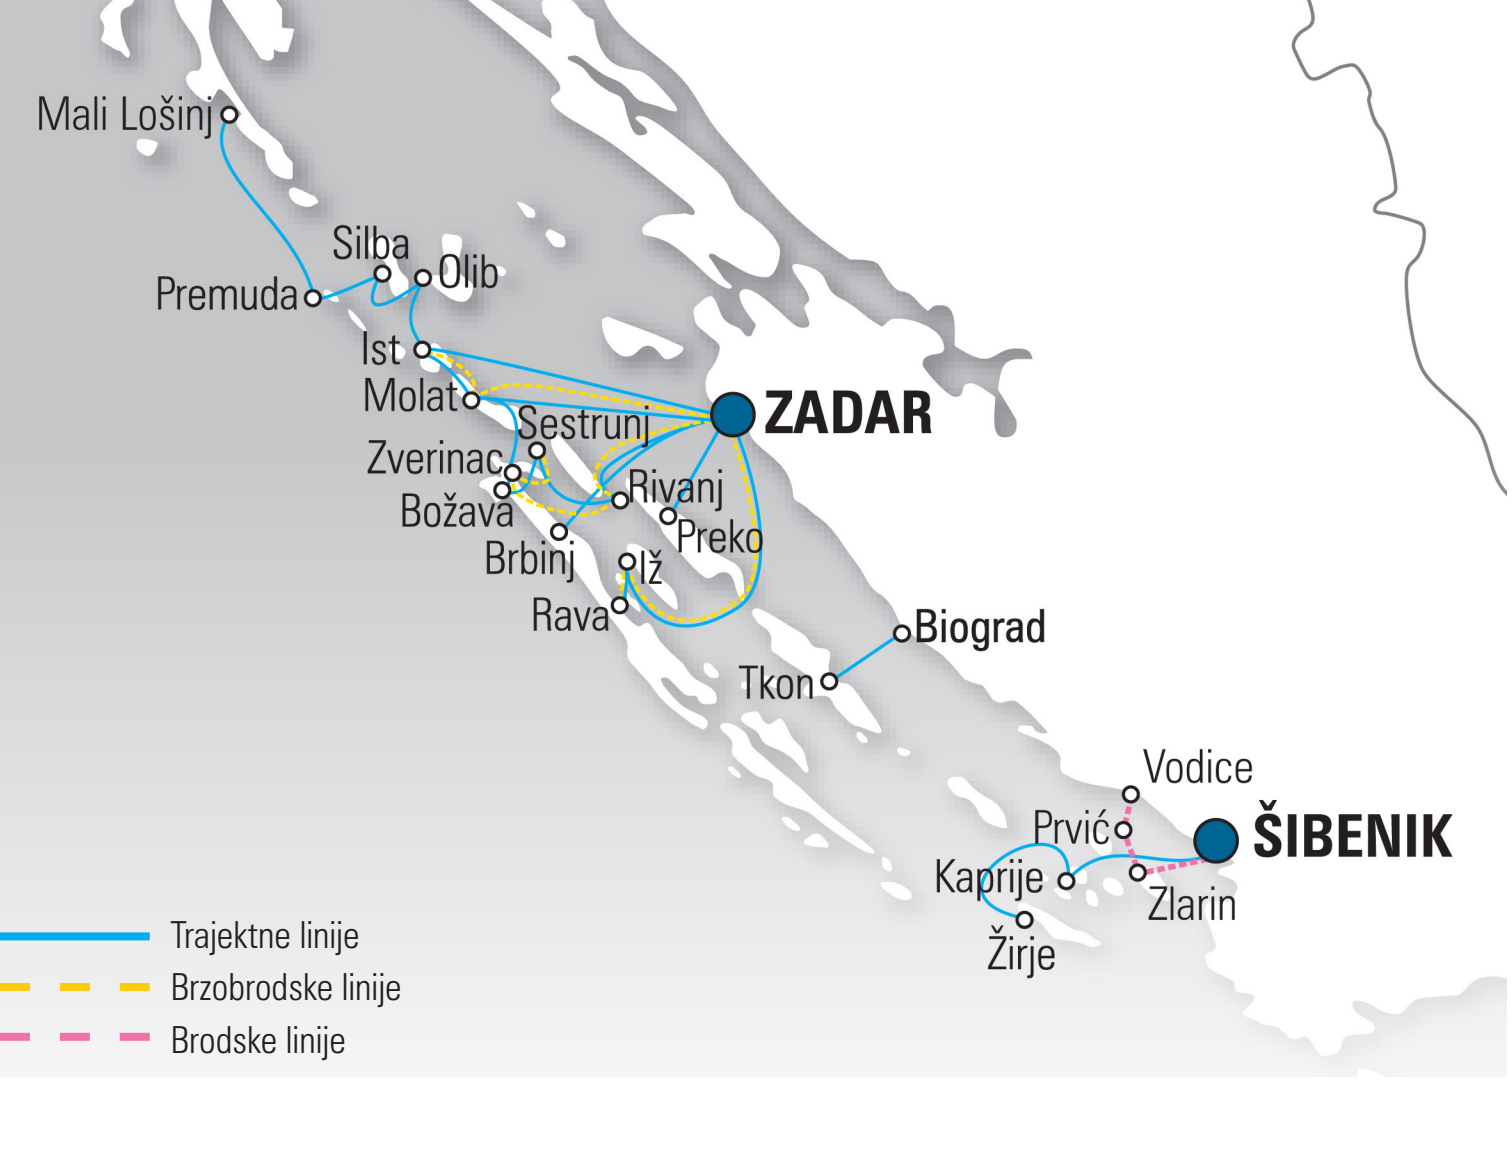 Mali Lošinj
Silba
Olib
Premuda
Ist
Molat
ZADAR
Sestrunj
Zverinac
Rivanj
Božava
Preko
Brbinj
Iž
Rava
Biograd
Tkon
Vodice
Prvić
ŠIBENIK
Kaprije
Zlarin
Žirje
Trajektne linije
Brzobrodske linije
Brodske linije